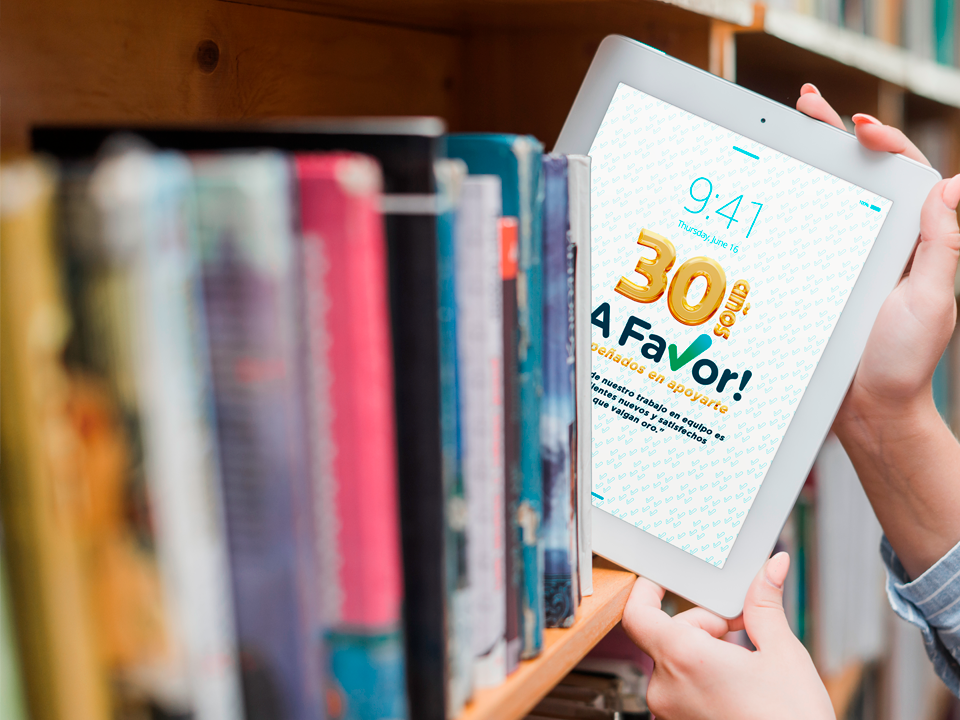 9:41
100%
Thursday, June 16
30 años
A Favor!
peñados en apoyarte
de nuestro trabajo en equipo es
ientes nuevos y satisfechos
que valgan oro."